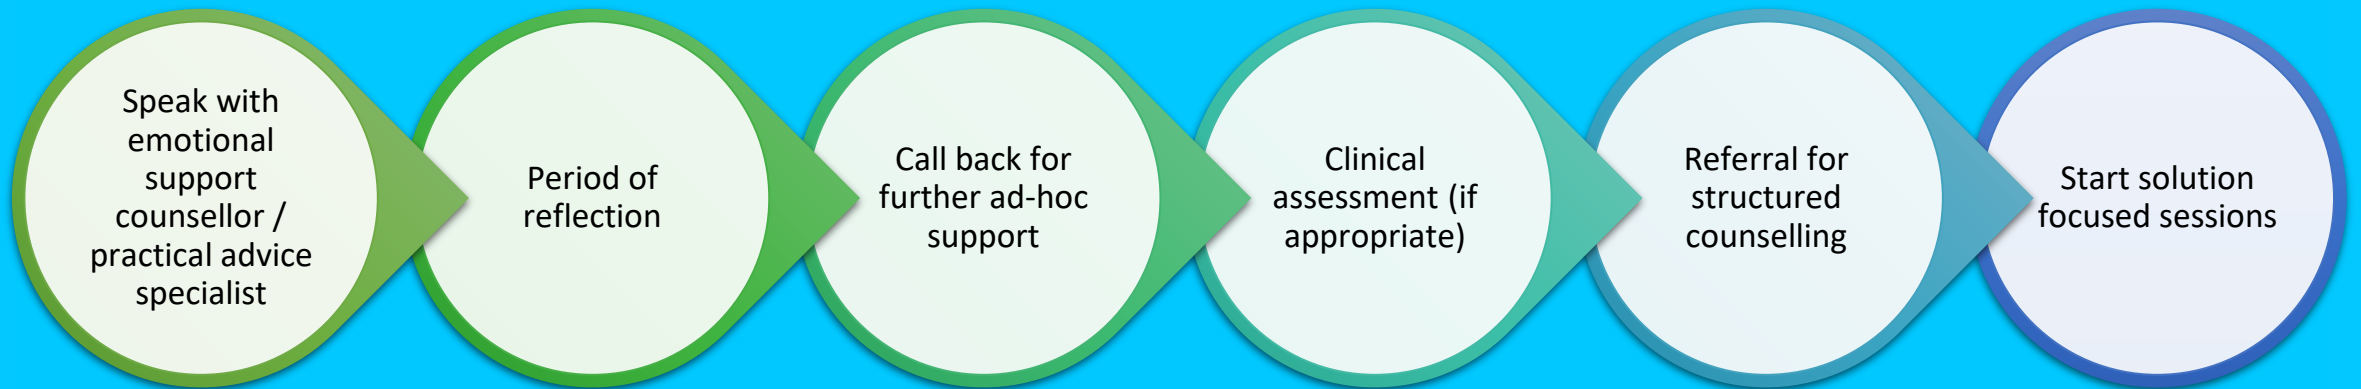 Speak with
emotional
support
counsellor /
practical advice
specialist
Period of
reflection
Call back for
further ad-hoc
support
Clinical
assessment (if
appropriate)
Referral for
structured
counselling
Start solution
focused sessions